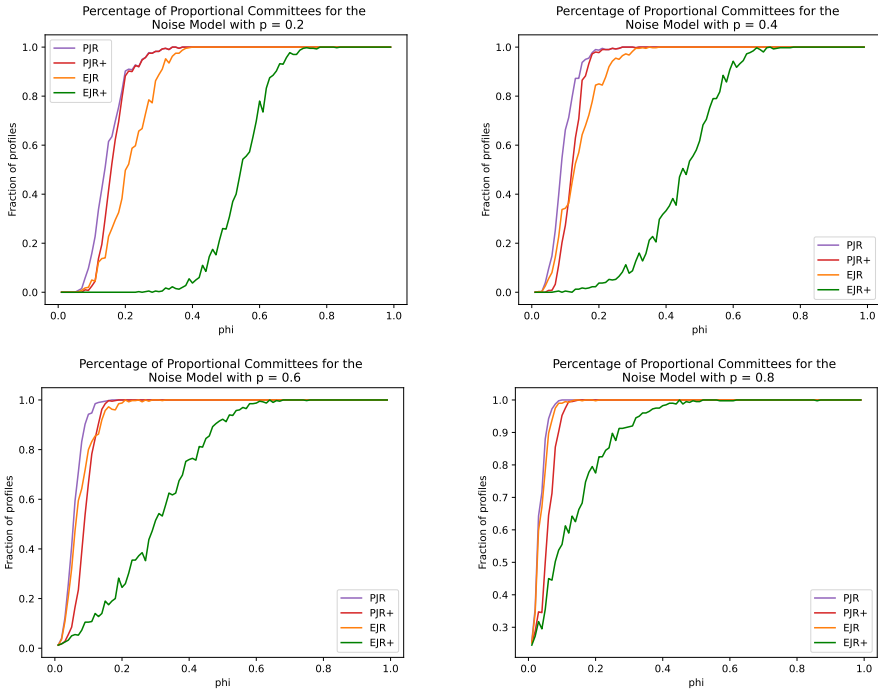 Percentage of Proportional Committees for the
Noise Model with p = 0.2
1.0
0.8
0.6
0.4
0.2
0.0
Fraction of profiles
PJR
PJR+
EJR
EJR+
0.0 0.2 0.4 0.6 0.8 1.0
phi
Percentage of Proportional Committees for the
Noise Model with p = 0.4
1.0
0.8
0.6
0.4
0.2
0.0
Fraction of profiles
PJR
PJR+
EJR
EJR+
0.0 0.2 0.4 0.6 0.8 1.0
phi
Percentage of Proportional Committees for the
Noise Model with p = 0.6
1.0
0.8
0.6
0.4
0.2
0.0
Fraction of profiles
PJR
PJR+
EJR
EJR+
0.0 0.2 0.4 0.6 0.8 1.0
phi
Percentage of Proportional Committees for the
Noise Model with p = 0.8
1.0
0.9
0.8
0.7
0.6
0.5
0.4
0.3
Fraction of profiles
PJR
PJR+
EJR
EJR+
0.0 0.2 0.4 0.6 0.8 1.0
phi